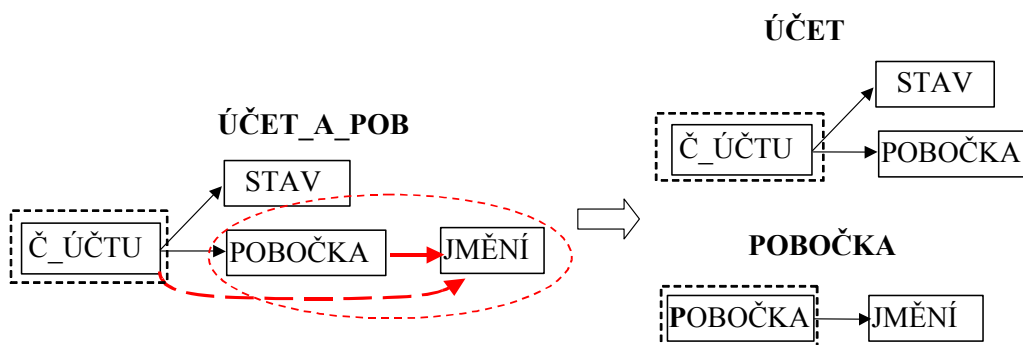 ÚČET_A_POB
STAV
Č_ÚČTU
POBOČKA
JMĚNÍ
ÚČET
STAV
Č_ÚČTU
POBOČKA
POBOČKA
POBOČKA
JMĚNÍ